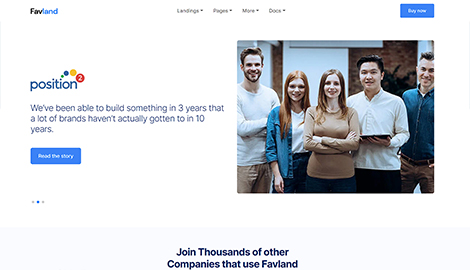 Favland
Landings Pages More Docs
Buy now
position2
We've been able to build something in 3 years that
a lot of brands haven't actually gotten to in 10
years.
Read the story
Join Thousands of other
Companies that use Favland